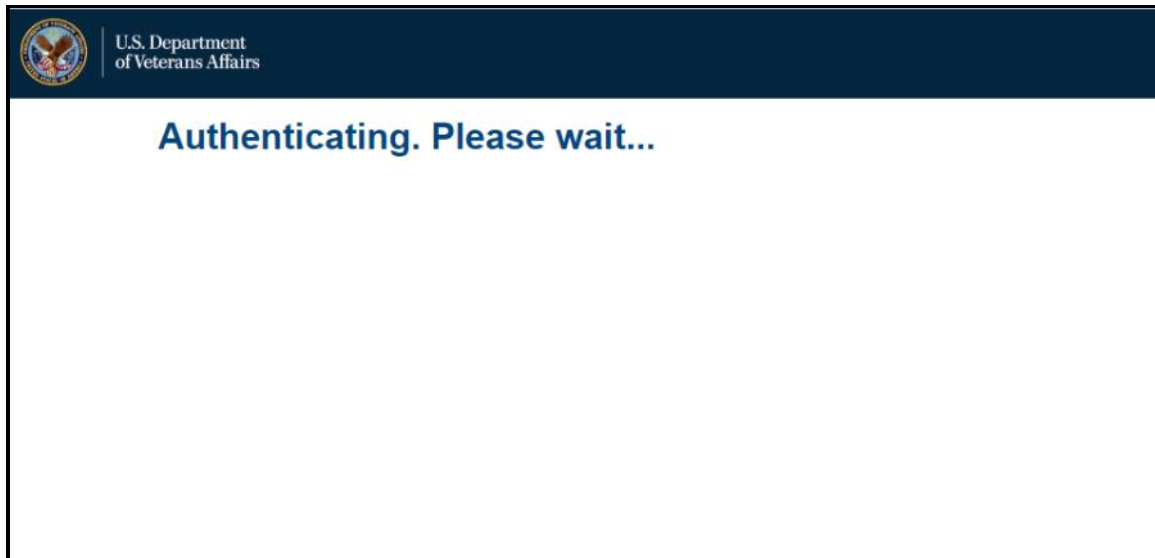 U.S. Department
of Veterans Affairs
Authenticating. Please wait...